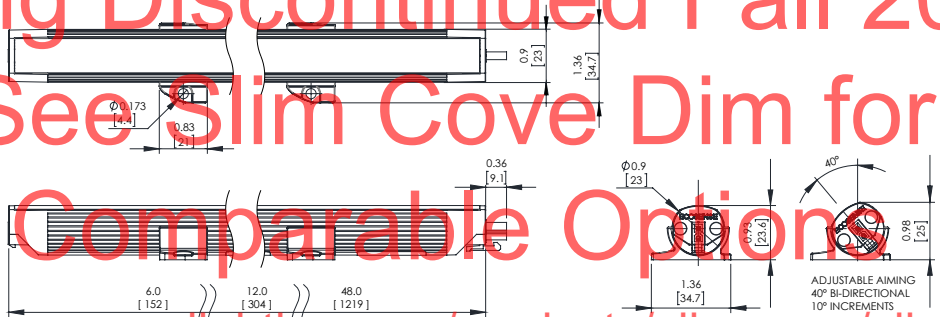 ng Discontinued Fall 20
0.9
[23]
1.36
[34.7]
See Slim Cove Dim for
Ø0.173
[4.4]
0.83
[21]
0.36
[9.1]
Ø0.9
[23]
40°
Comparable Options
0.93
[23.6]
0.98
[25]
6.0
[ 152 ]
12.0
[ 304 ]
48.0
[ 1219 ]
1.36
[34.7]
ADJUSTABLE AIMING
40° BI-DIRECTIONAL
10° INCREMENTS